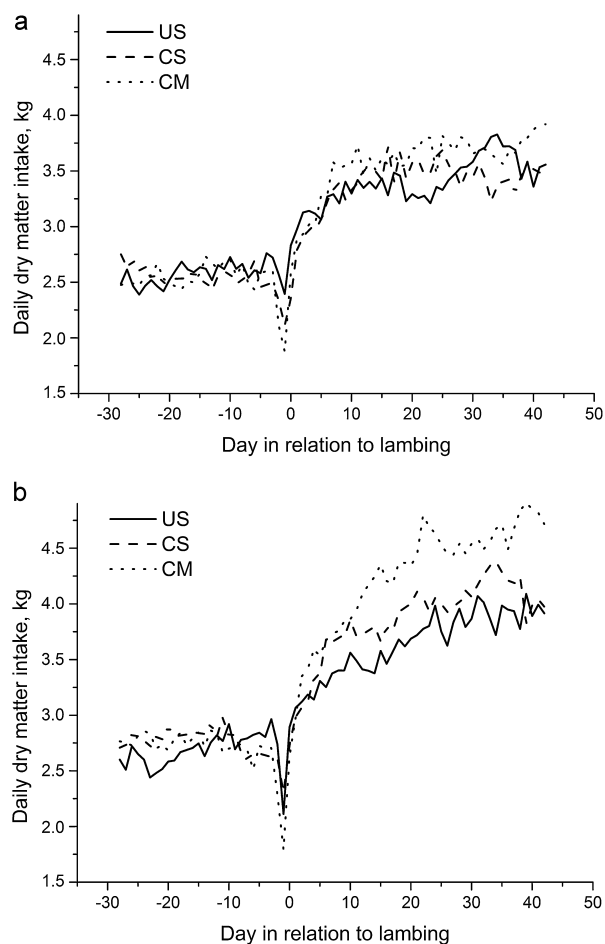 a
US
CS
CM
4.5
4.0
3.5
3.0
2.5
2.0
1.5
Daily dry matter intake, kg
-30 -20 -10 0 10 20 30 40 50
Day in relation to lambing
b
US
CS
CM
4.5
4.0
3.5
3.0
2.5
2.0
1.5
Daily dry matter intake, kg
-30 -20 -10 0 10 20 30 40 50
Day in relation to lambing